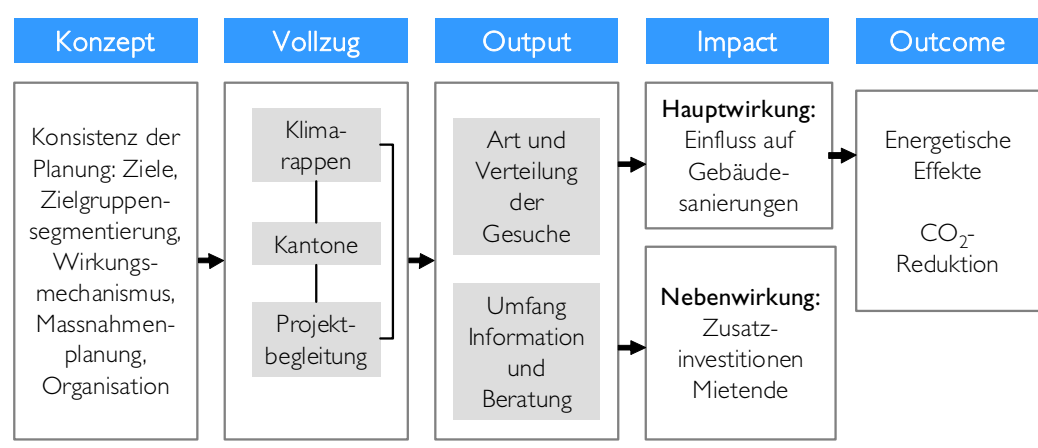 Konzept
Vollzug
Output
Impact
Outcome
Konsistenz der
Planung: Ziele,
Zielgruppen-
segmentierung,
Wirkungs-
mechanismus,
Massnahmen-
planung,
Organisation
Klima-
rappen
Kantone
Projekt-
begleitung
Art und
Verteilung
der
Gesuche
Umfang
Information
und
Beratung
Hauptwirkung:
Einfluss auf
Gebäude-
sanierungen
Nebenwirkung:
Zusatz-
investitionen
Mietende
Energetische
Effekte
CO₂-
Reduktion